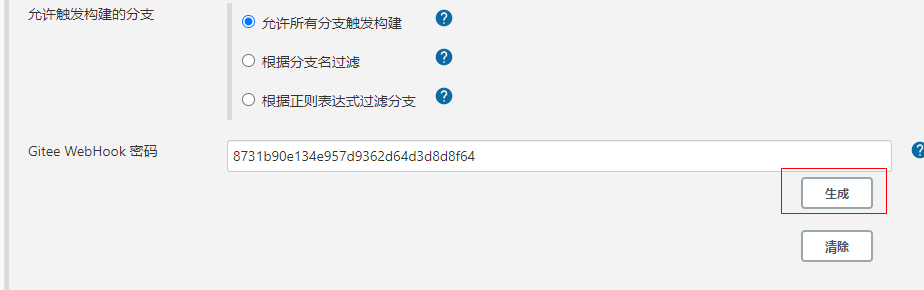 允许触发构建的分支
允许所有分支触发构建
根据分支名过滤
根据正则表达式过滤分支
Gitee WebHook 密码
8731b90e134e957d9362d64d3d8d8f64
生成
清除